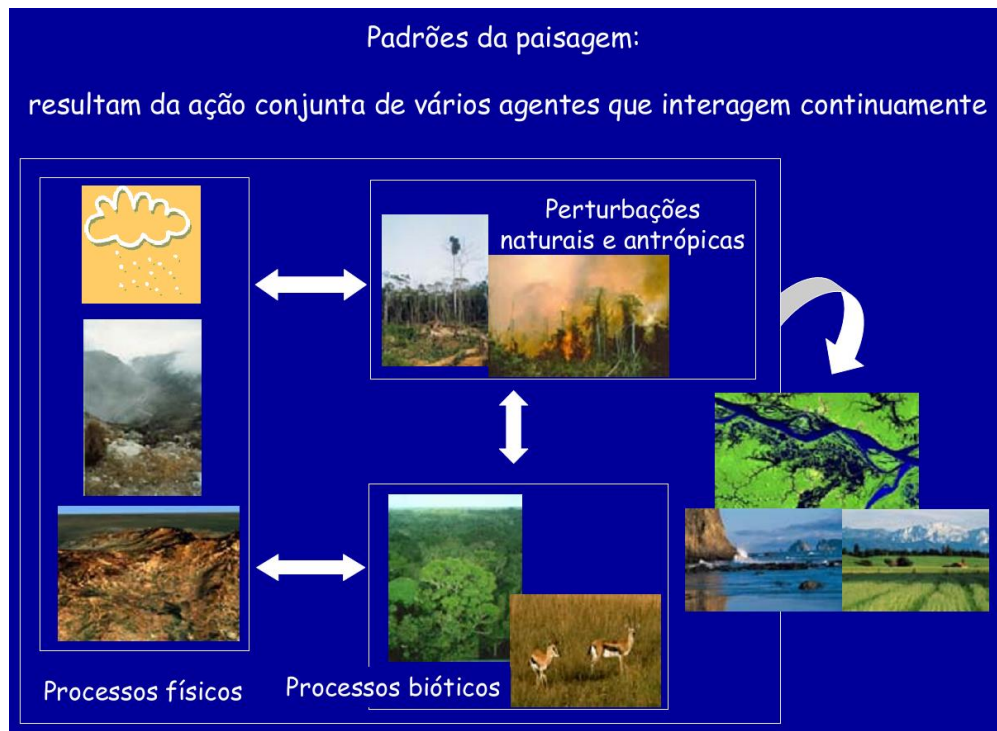 Padrões da paisagem:
resultam da ação conjunta de vários agentes que interagem continuamente
Perturbações
naturais e antrópicas
Processos físicos
Processos bióticos